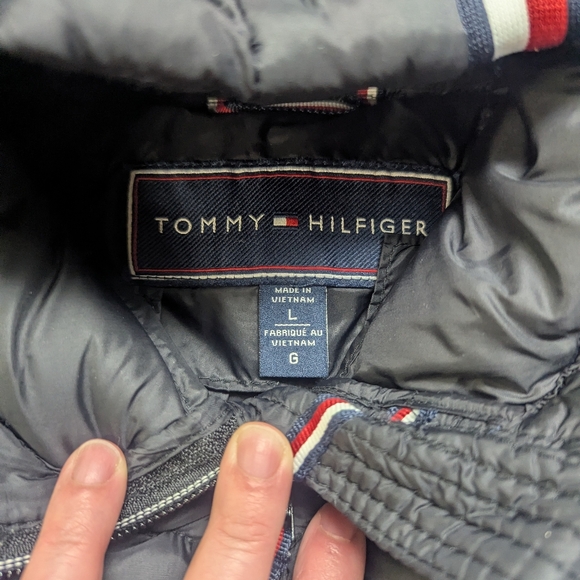 TOMMY HILFIGER
MADE IN
VIETNAM
L
FABRIQUÉ AU
VIETNAM
G